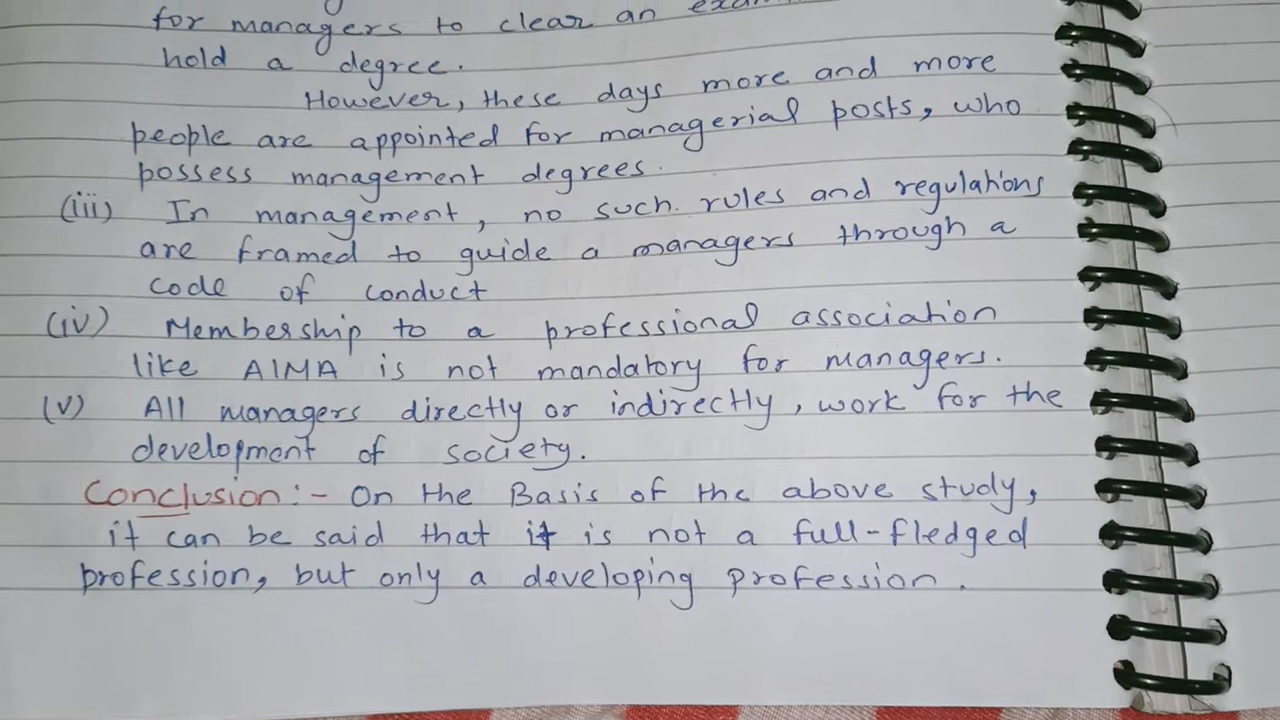 for managers to clear an
hold a degree.
However, these days more and more
people are appointed for managerial posts, who
possess management degrees.
(iii) In management, no such rules and regulations
are framed to guide a managers through a
code of conduct
(iv) Membership to a professional association
like AIMA is not mandatory for managers.
(v) All managers directly or indirectly, work for the
development of society.
Conclusion:- On the Basis of the above study,
it can be said that it is not a full-fledged
profession, but only a developing profession.